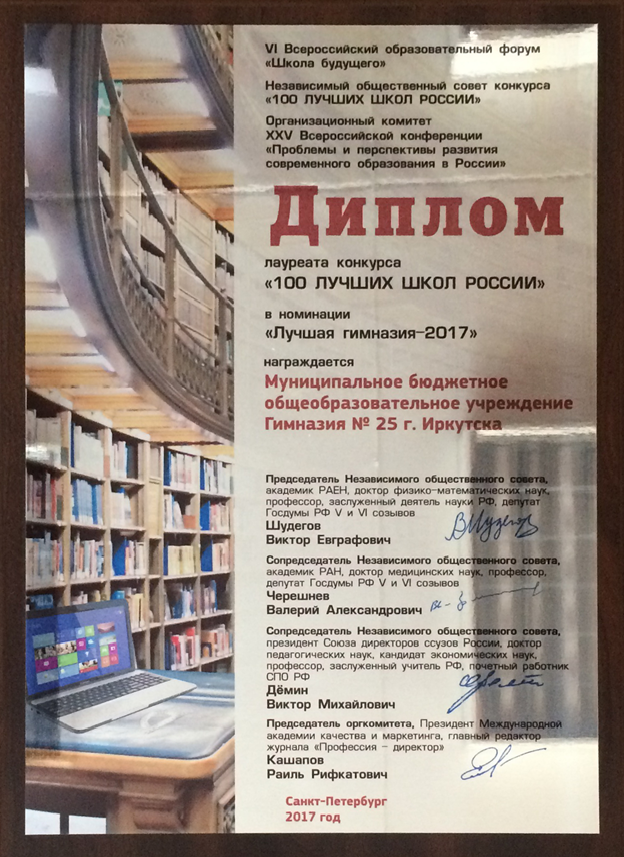 VI Всероссийский образовательный форум
«Школа будущего»
Независимый общественный совет конкурса
«100 ЛУЧШИХ ШКОЛ РОССИИ»
Организационный комитет
XXV Всероссийской конференции
«Проблемы и перспективы развития
современного образования в России»
Диплом
лауреата конкурса
«100 ЛУЧШИХ ШКОЛ РОССИИ»
в номинации
«Лучшая гимназия-2017»
награждается
Муниципальное бюджетное
общеобразовательное учреждение
Гимназия № 25 г. Иркутска
Председатель Независимого общественного совета,
академик РАЕН, доктор физико-математических наук,
профессор, заслуженный деятель науки РФ, депутат
Госдумы РФ V и VI созывов
Шудегов
Виктор Евграфович
Сопредседатель Независимого общественного совета,
академик РАН, доктор медицинских наук, профессор,
депутат Госдумы РФ V и VI созывов
Черешнев
Валерий Александрович
Сопредседатель Независимого общественного совета,
президент Союза директоров ссузов России, доктор
педагогических наук, кандидат экономических наук,
профессор, заслуженный учитель РФ, почетный работник
СПО РФ
Дёмин
Виктор Михайлович
Председатель оргкомитета, Президент Международной
академии качества и маркетинга, главный редактор
журнала «Профессия – директор»
Кашапов
Раиль Рифкатович
Санкт-Петербург
2017 год